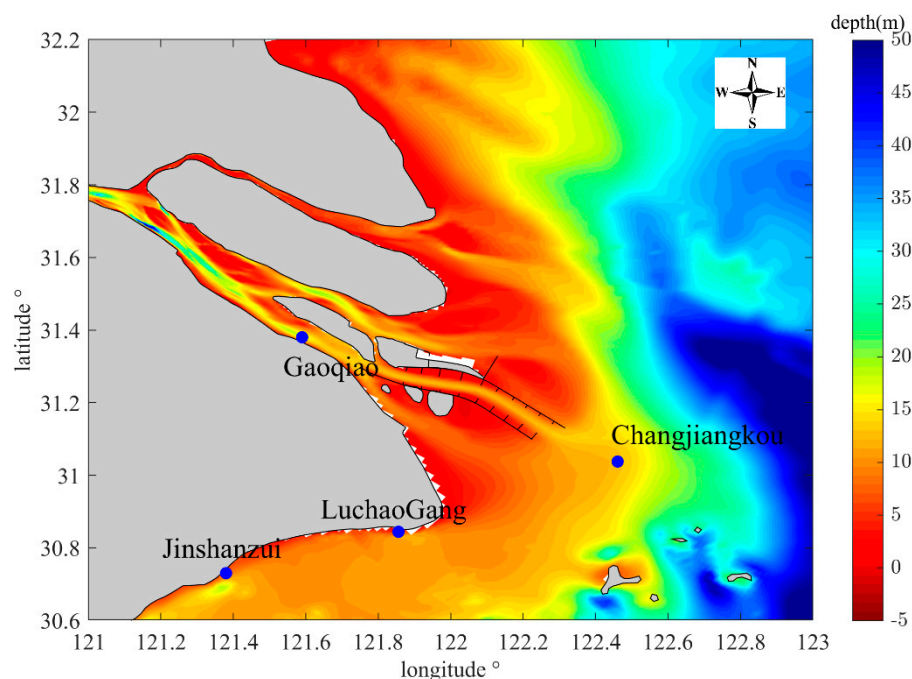 depth(m)
32.2
32
31.8
31.6
31.4
31.2
31
30.8
30.6
latitude °
N
W E
S
Gaoqiao
Changjiangkou
LuchaoGang
Jinshanzui
121 121.2 121.4 121.6 121.8 122 122.2 122.4 122.6 122.8 123
longitude °
50
45
40
35
30
25
20
15
10
5
0
-5